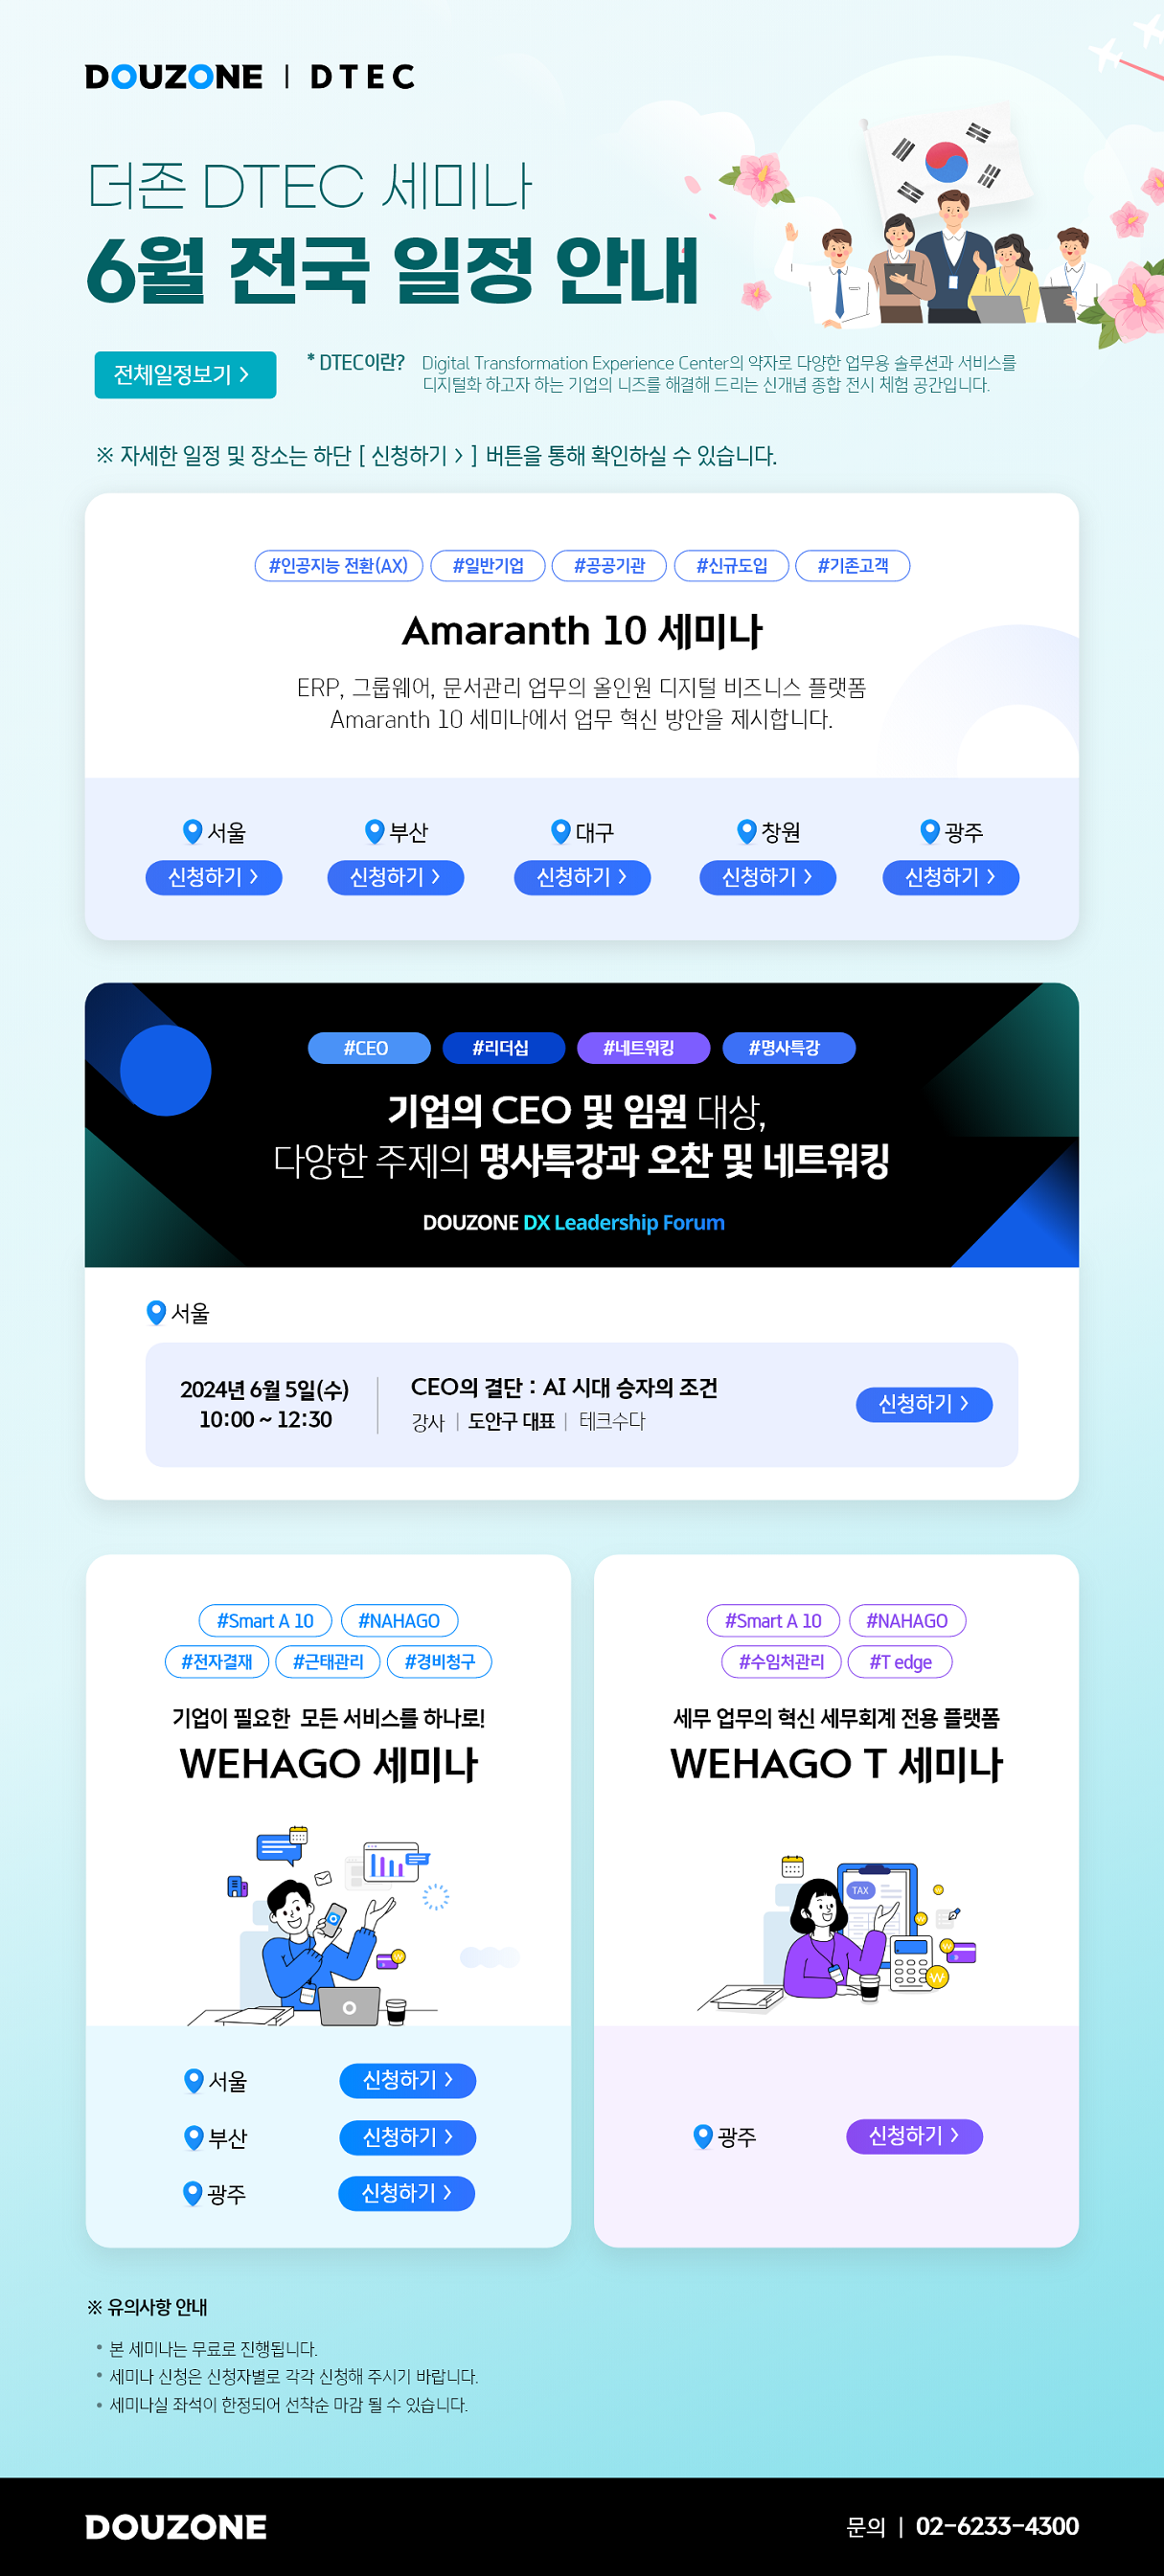 DOUZONE | DTEC
더존 DTEC 세미나
6월 전국 일정 안내
전체일정보기 >
* DTEC이란? Digital Transformation Experience Center의 약자로 다양한 업무용 솔루션과 서비스를
디지털화 하고자 하는 기업의 니즈를 해결해 드리는 신개념 종합 전시 체험 공간입니다.
※ 자세한 일정 및 장소는 하단 [ 신청하기 > ] 버튼을 통해 확인하실 수 있습니다.
#인공지능 전환(AX) #일반기업 #공공기관 #신규도입 #기존고객
Amaranth 10 세미나
ERP, 그룹웨어, 문서관리 업무의 올인원 디지털 비즈니스 플랫폼
Amaranth 10 세미나에서 업무 혁신 방안을 제시합니다.
서울 부산 대구 창원 광주
신청하기 > 신청하기 > 신청하기 > 신청하기 > 신청하기 >
#CEO #리더십 #네트워킹 #명사특강
기업의 CEO 및 임원 대상,
다양한 주제의 명사특강과 오찬 및 네트워킹
DOUZONE DX Leadership Forum
서울
2024년 6월 5일(수)
10:00 ~ 12:30
CEO의 결단 : AI 시대 승자의 조건
강사 | 도안구 대표 | 테크수다
신청하기 >
#Smart A 10 #NAHAGO
#전자결재 #근태관리 #경비청구
기업이 필요한 모든 서비스를 하나로!
WEHAGO 세미나
서울 신청하기 >
부산 신청하기 >
광주 신청하기 >
#Smart A 10 #NAHAGO
#수임처관리 #T edge
세무 업무의 혁신 세무회계 전용 플랫폼
WEHAGO T 세미나
TAX
광주 신청하기 >
※ 유의사항 안내
• 본 세미나는 무료로 진행됩니다.
• 세미나 신청은 신청자별로 각각 신청해 주시기 바랍니다.
• 세미나실 좌석이 한정되어 선착순 마감 될 수 있습니다.
DOUZONE
문의 | 02-6233-4300